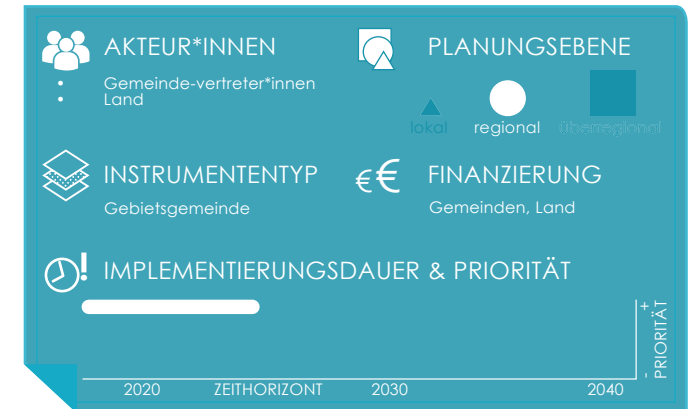 AKTEUR*INNEN
• Gemeinde-vertreter*innen
• Land
PLANUNGSEBENE
lokal regional überregional
INSTRUMENTENTYP
Gebietsgemeinde
€€ FINANZIERUNG
Gemeinden, Land
! IMPLEMENTIERUNGSDAUER & PRIORITÄT
- PRIORITÄT +
2020 ZEITHORIZONT 2030 2040